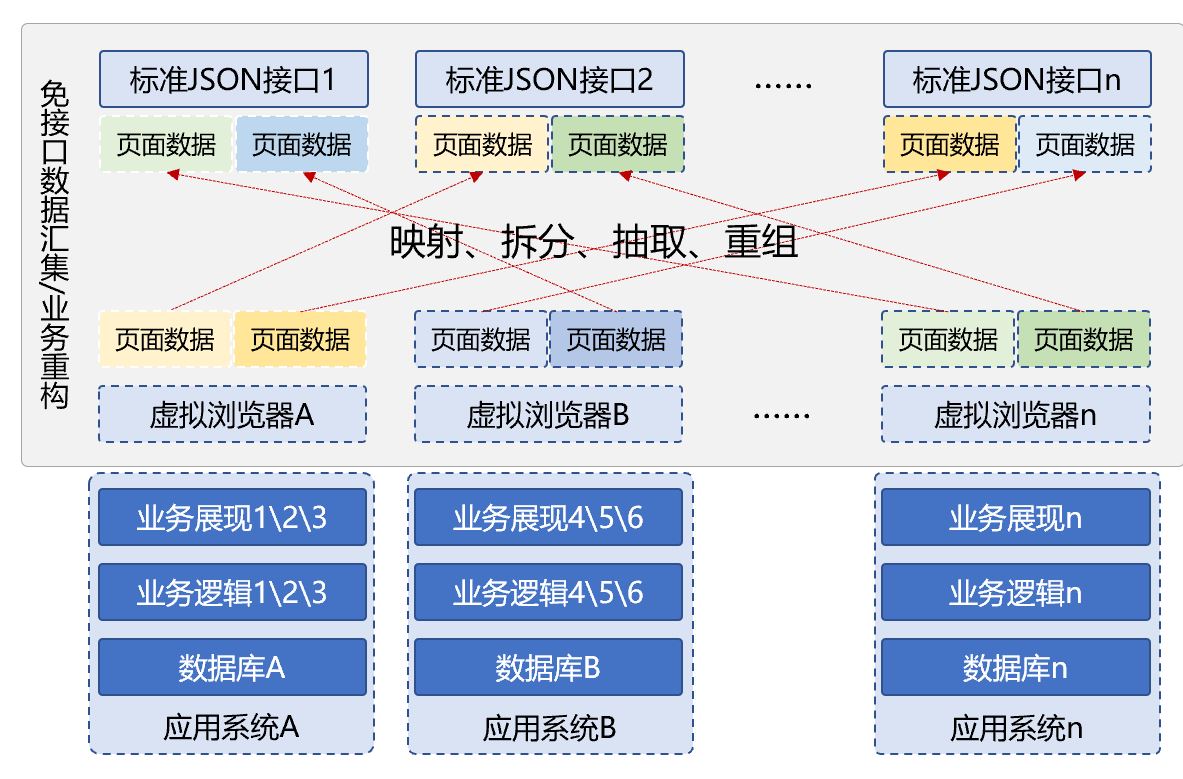 免接口数据汇集/业务重构
标准JSON接口1
标准JSON接口2
......
标准JSON接口n
页面数据
页面数据
页面数据
页面数据
页面数据
页面数据
映射、拆分、抽取、重组
页面数据
页面数据
页面数据
页面数据
页面数据
页面数据
虚拟浏览器A
虚拟浏览器B
......
虚拟浏览器n
业务展现1\2\3
业务展现4\5\6
业务展现n
业务逻辑1\2\3
业务逻辑4\5\6
业务逻辑n
数据库A
数据库B
数据库n
应用系统A
应用系统B
应用系统n